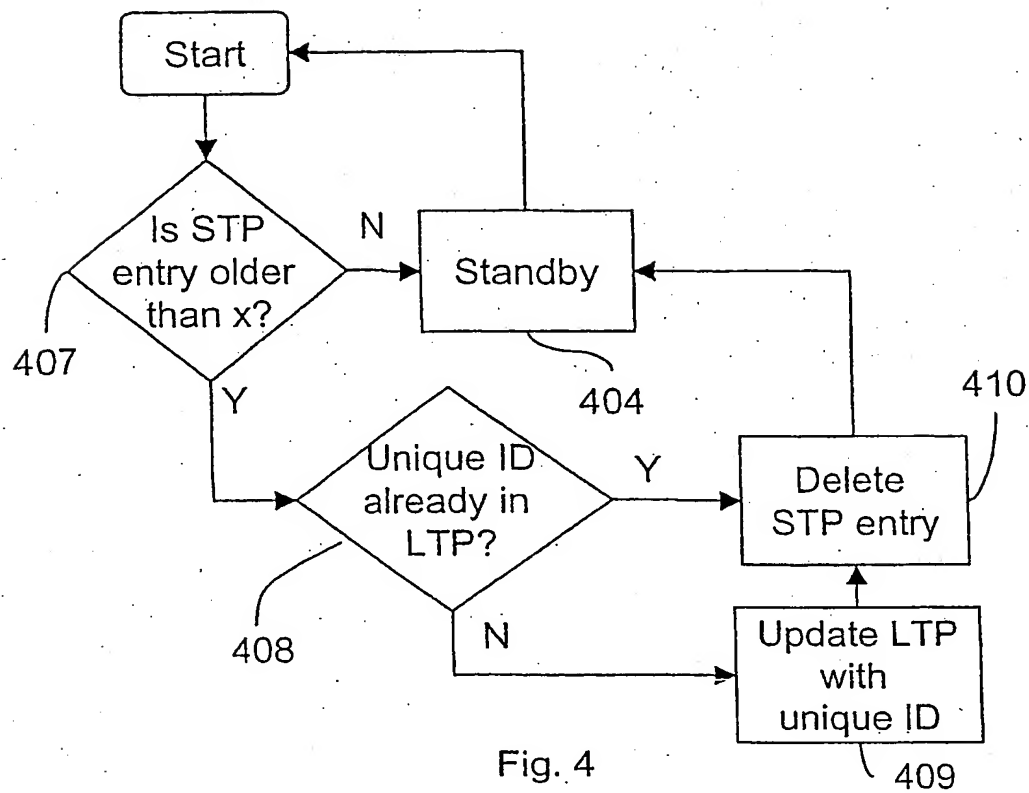 Start
Is STP
entry older
than x?
N
Standby
407
404
Y
410
Unique ID
already in
LTP?
Y
Delete
STP entry
408
N
Update LTP
with
unique ID
Fig. 4
409